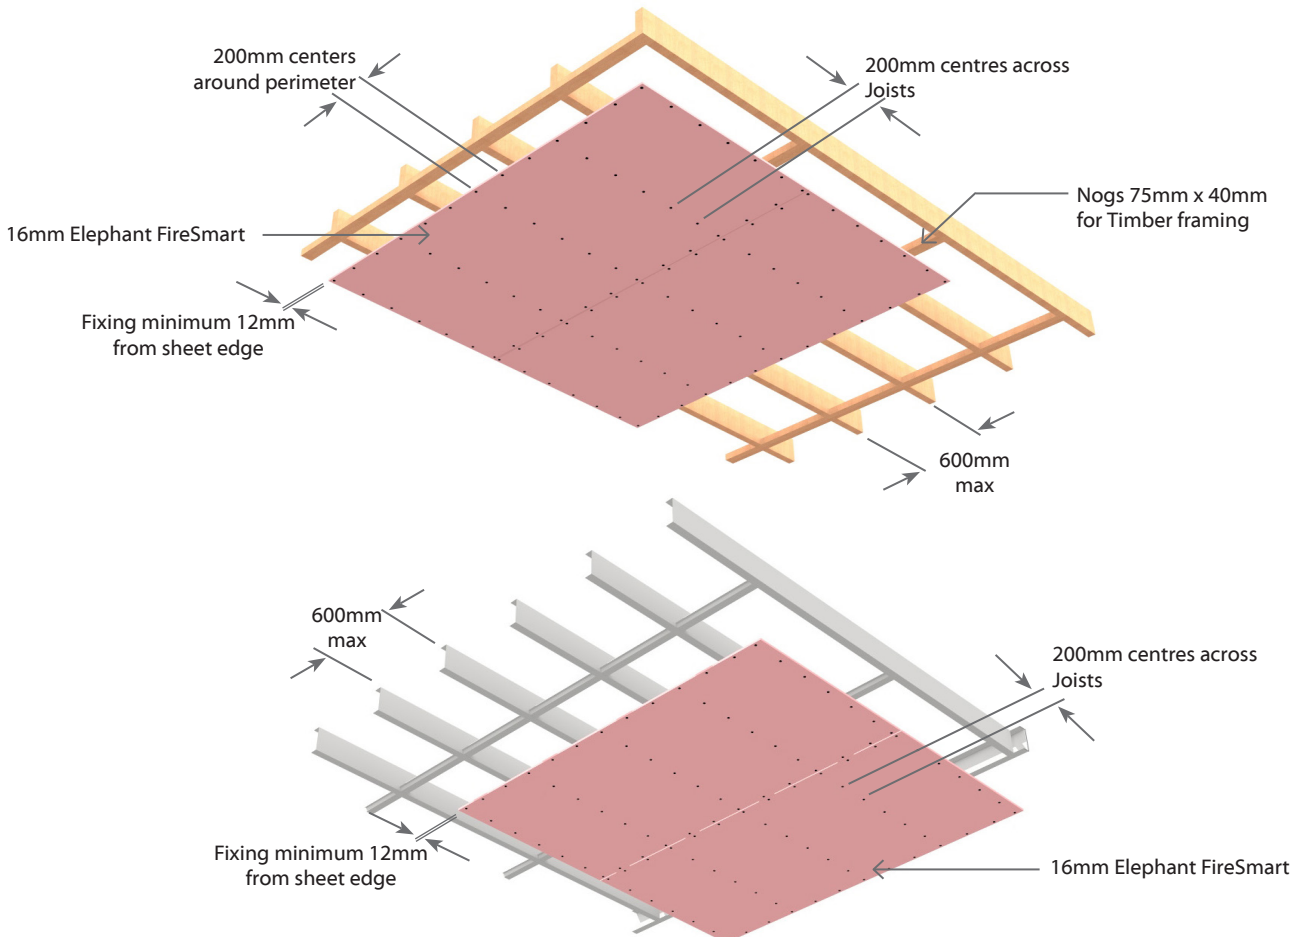 200mm centers
around perimeter
200mm centres across
Joists
Nogs 75mm x 40mm
for Timber framing
16mm Elephant FireSmart
Fixing minimum 12mm
from sheet edge
600mm
max
600mm
max
200mm centres across
Joists
Fixing minimum 12mm
from sheet edge
16mm Elephant FireSmart